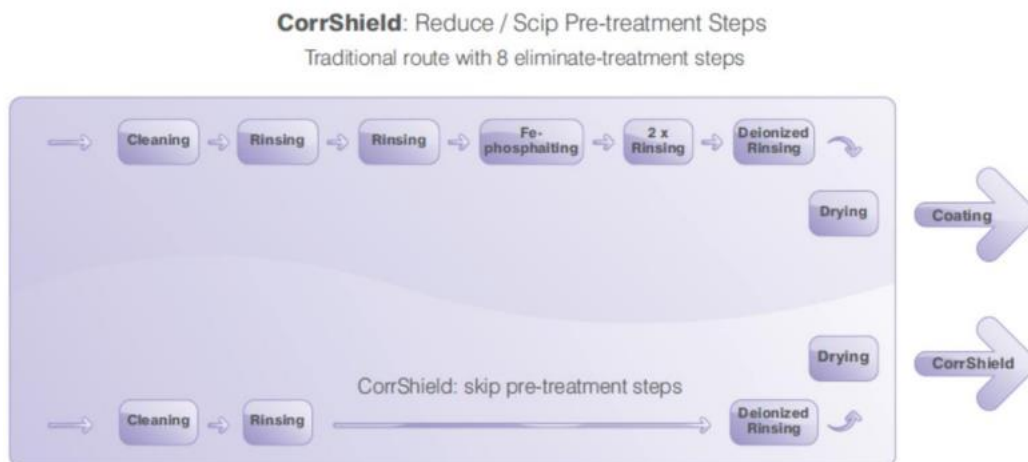 CorrShield: Reduce / Scip Pre-treatment Steps
Traditional route with 8 eliminate-treatment steps
Cleaning
Rinsing
Rinsing
Fe-
phosphaiting
2 x
Rinsing
Deionized
Rinsing
Drying
Coating
Drying
CorrShield
CorrShield: skip pre-treatment steps
Cleaning
Rinsing
Deionized
Rinsing